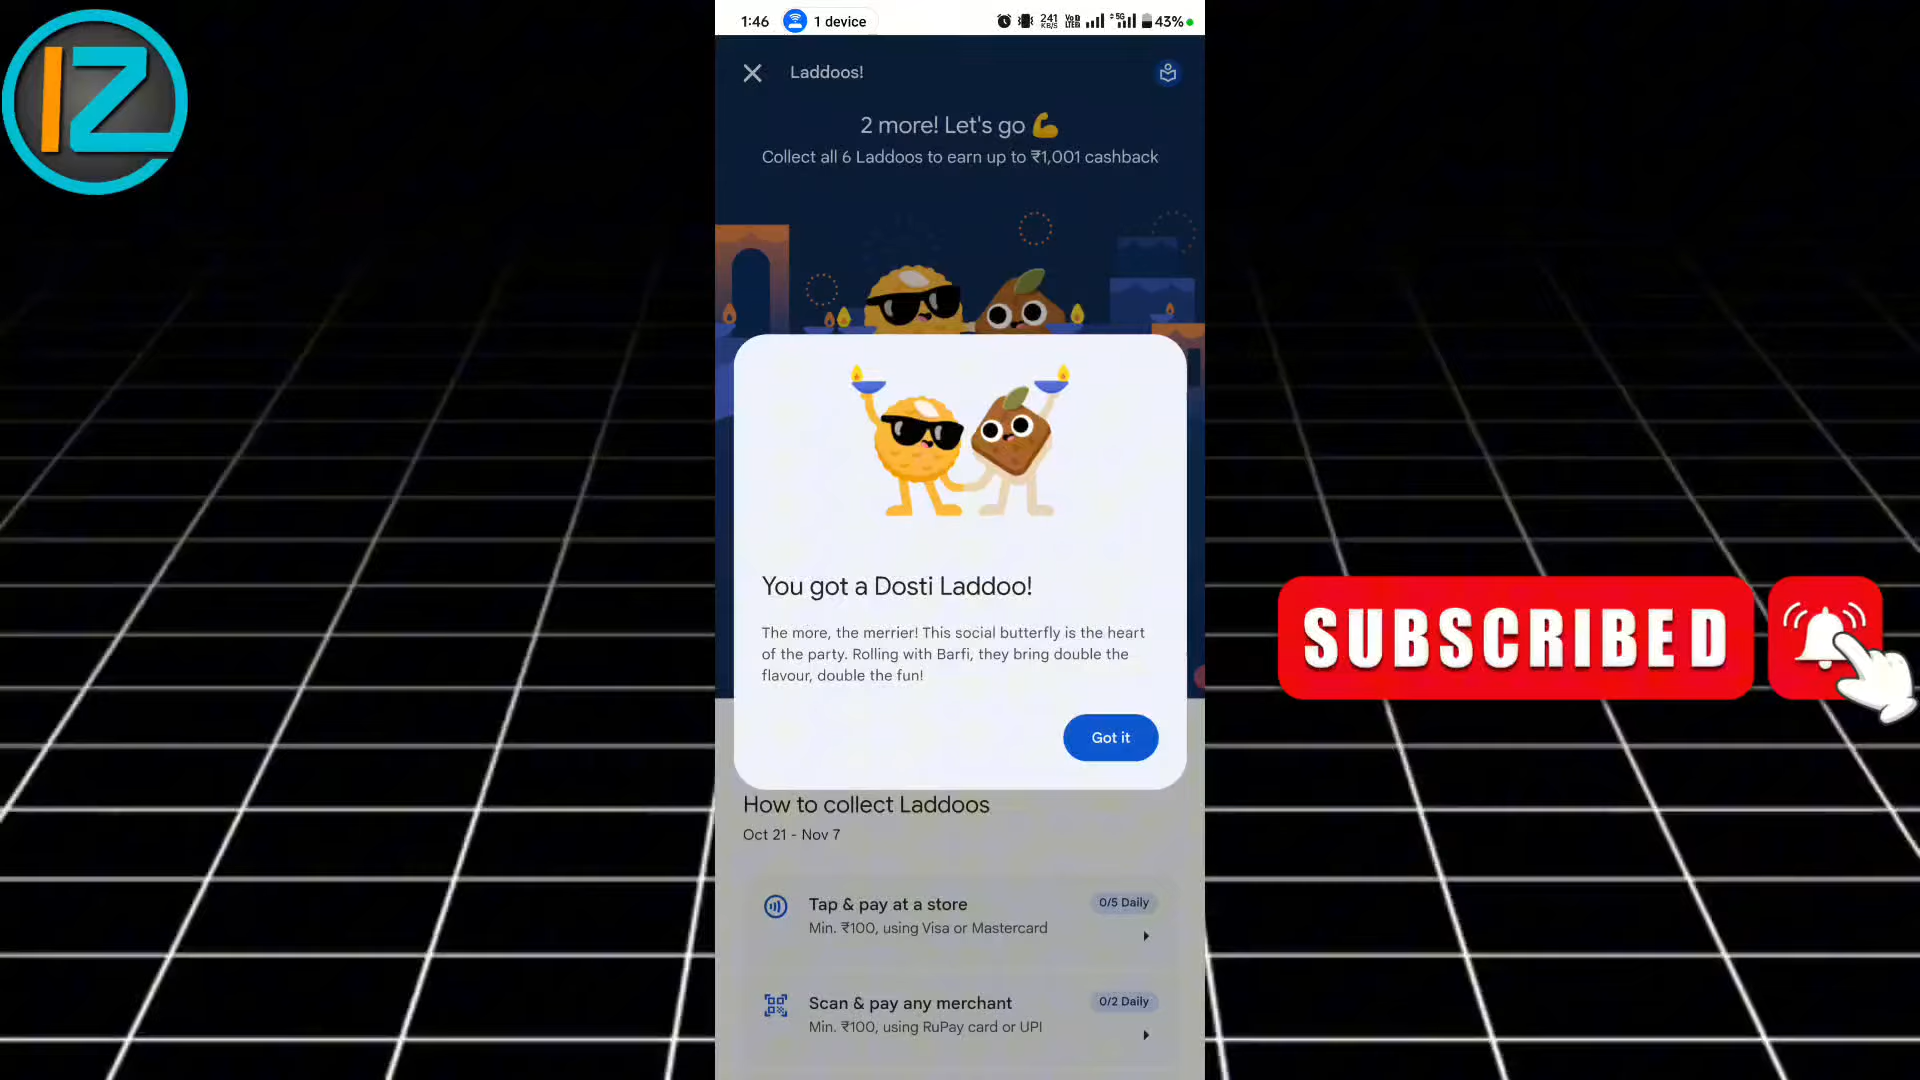 IZ
1:46 1 device 241 KB/S 5G 43%
Laddoos!
2 more! Let's go 💪
Collect all 6 Laddoos to earn up to ₹1,001 cashback
You got a Dosti Laddoo!
The more, the merrier! This social butterfly is the heart
of the party. Rolling with Barfi, they bring double the
flavour, double the fun!
Got it
SUBSCRIBED
How to collect Laddoos
Oct 21 - Nov 7
Tap & pay at a store 0/5 Daily
Min. ₹100, using Visa or Mastercard
Scan & pay any merchant 0/2 Daily
Min. ₹100, using RuPay card or UPI